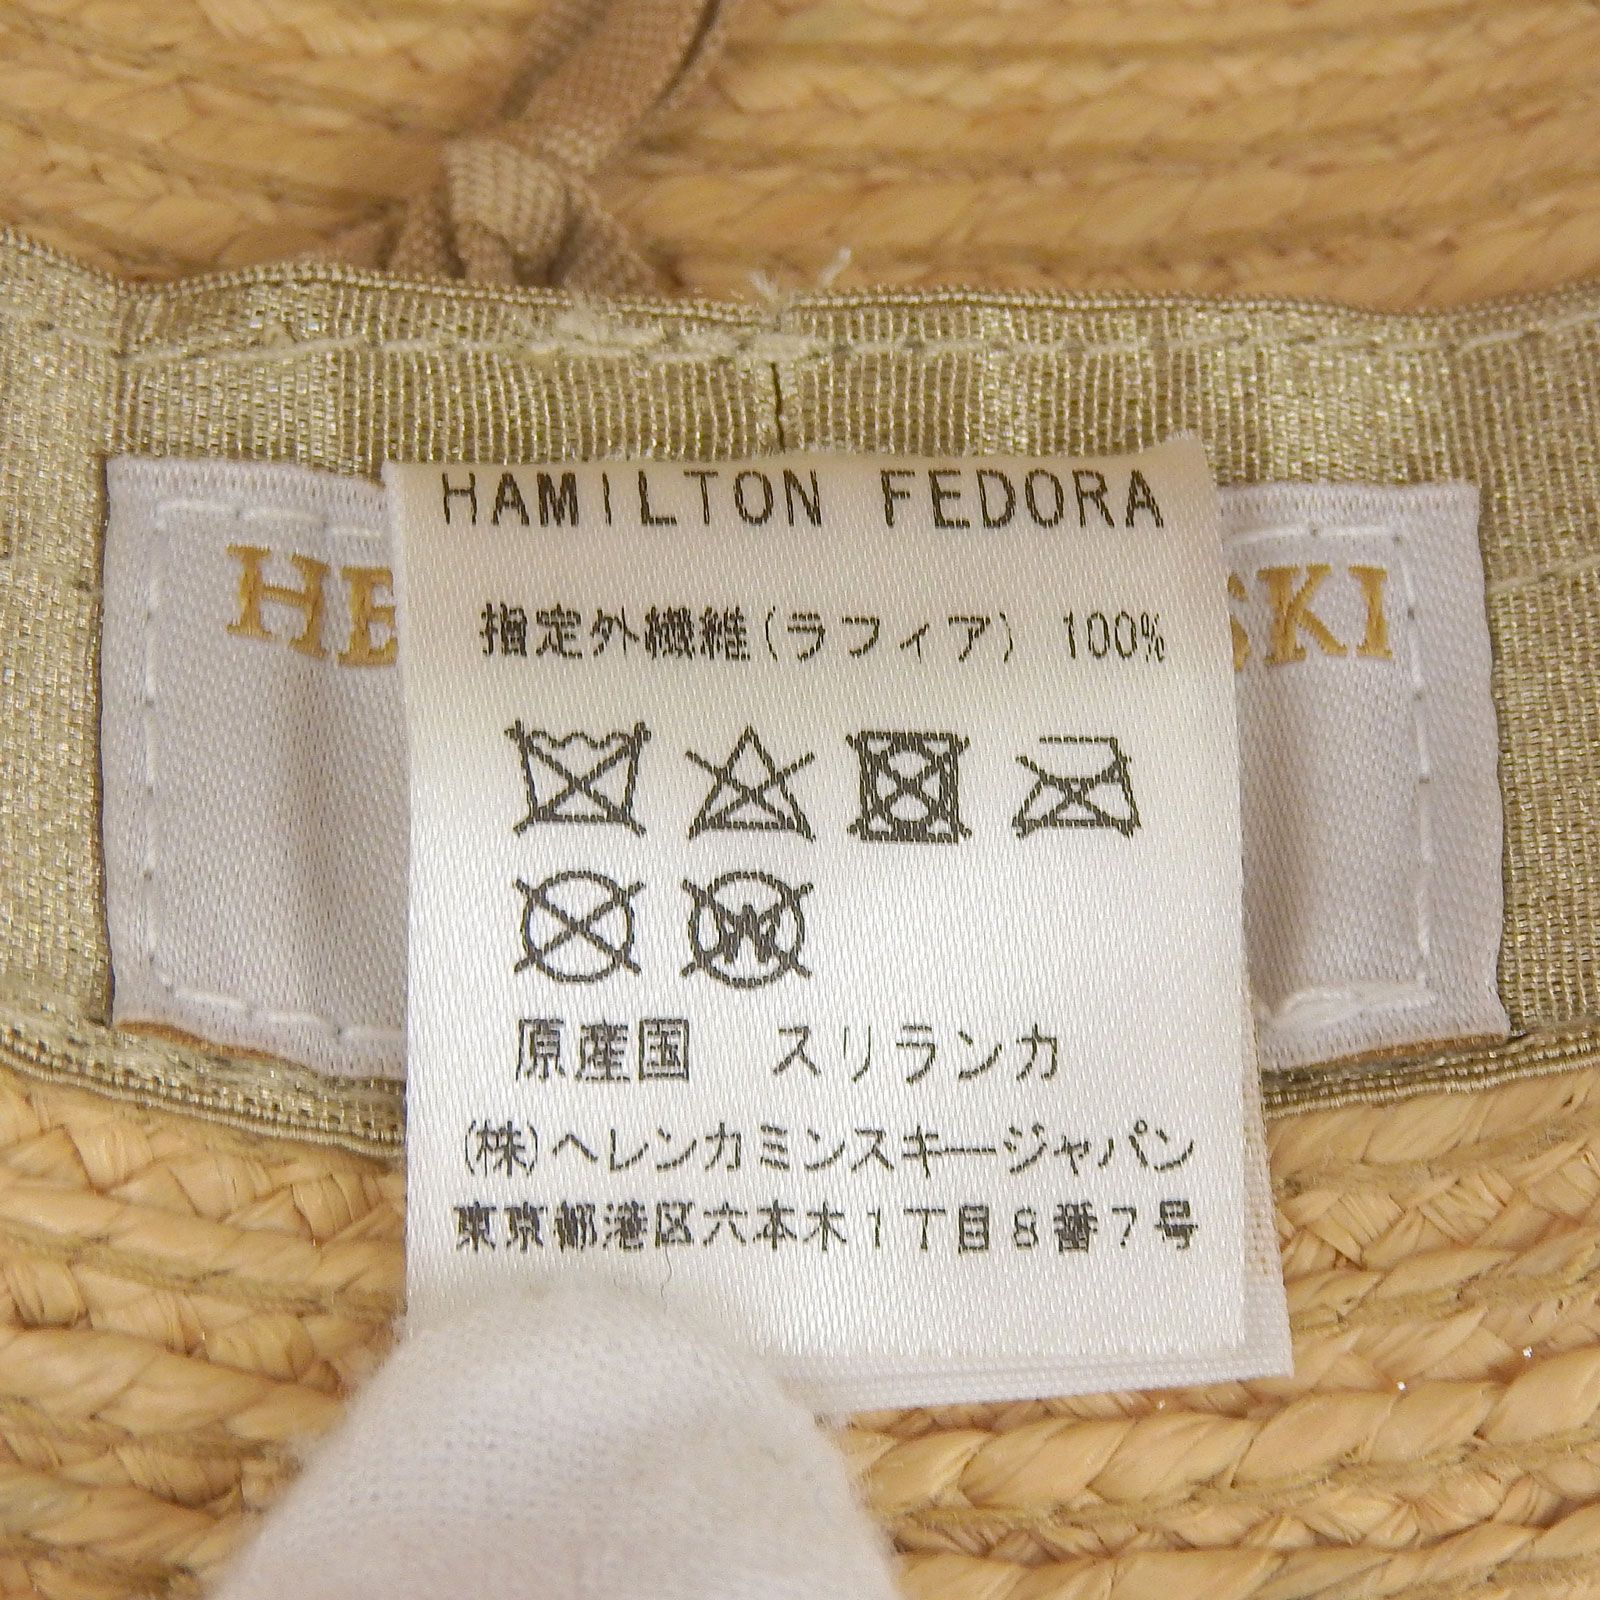 HAMILTON FEDORA
指定外繊維(ラフィア) 100%
原産国 スリランカ
(株)ヘレンカミンスキージャパン
東京都港区六本木1丁目8番7号